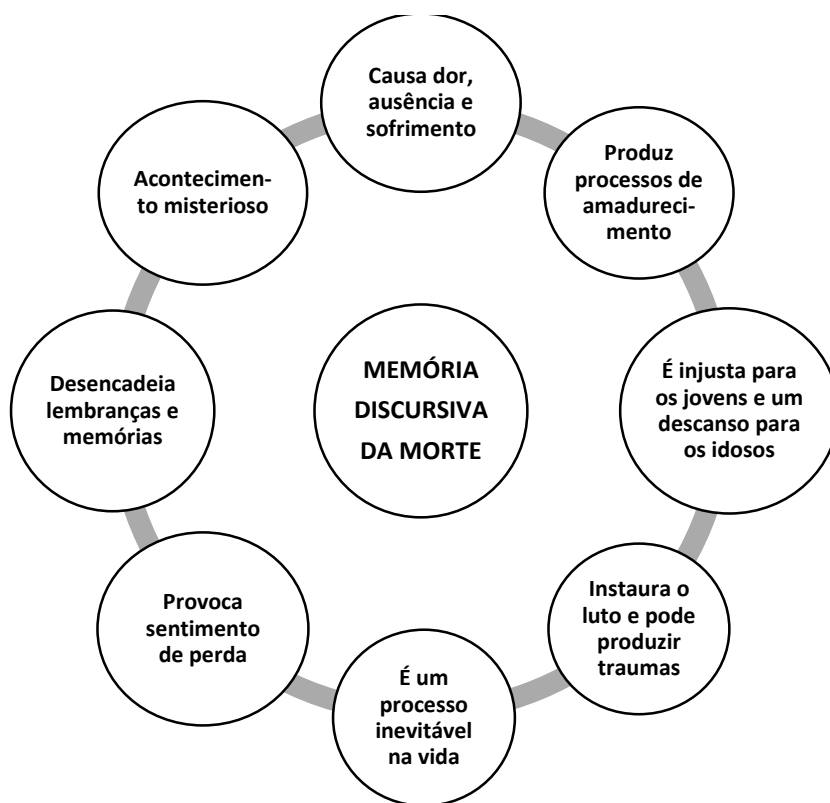 Causa dor,
ausência e
sofrimento
Produz
processos de
amadureci-
mento
É injusta para
os jovens e um
descanso para
os idosos
Instaura o
luto e pode
produzir
traumas
É um
processo
inevitável
na vida
Provoca
sentimento
de perda
Desencadeia
lembranças e
memórias
Acontecimen-
to misterioso
MEMÓRIA
DISCURSIVA
DA MORTE